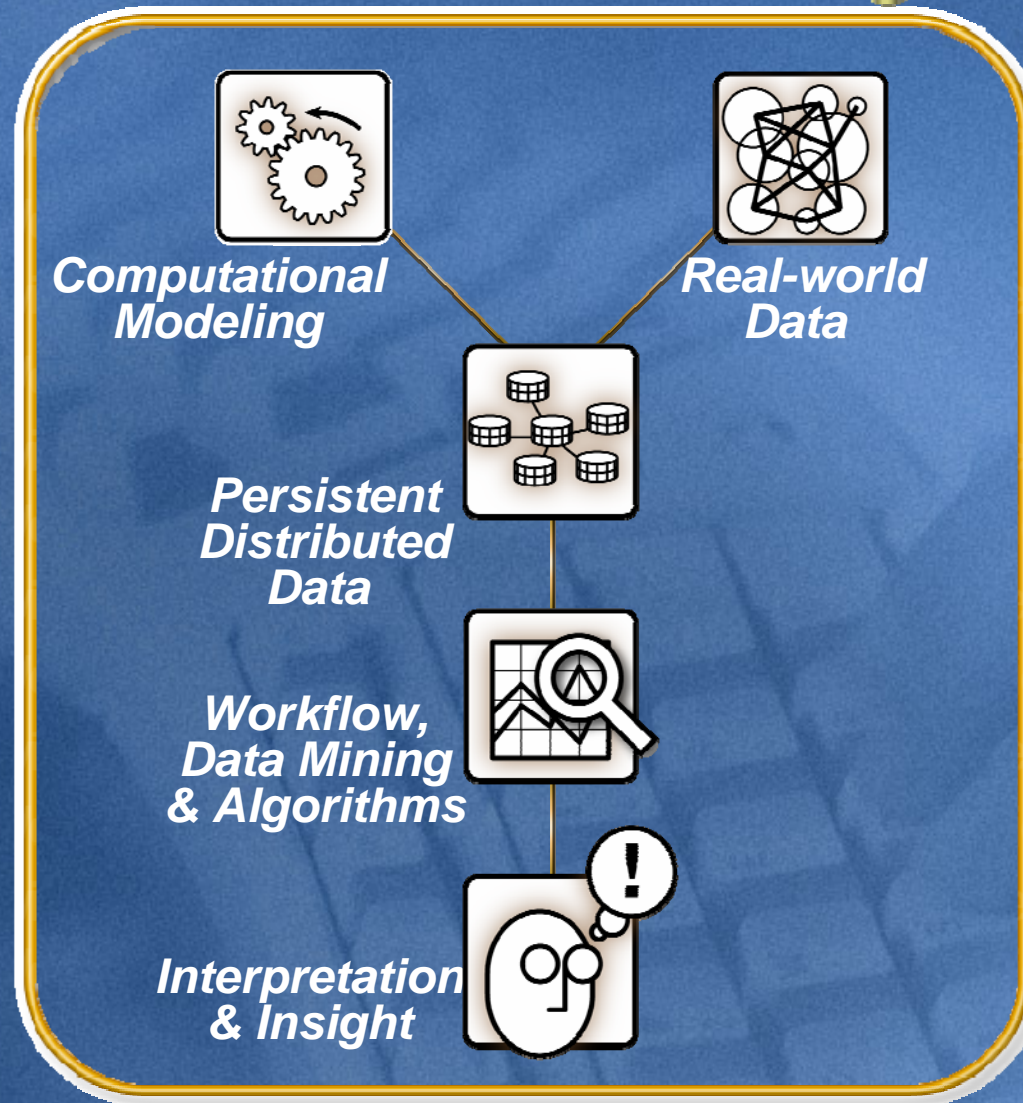 Computational
Modeling
Real-world
Data
Persistent
Distributed
Data
Workflow,
Data Mining
& Algorithms
!
Interpretation
& Insight